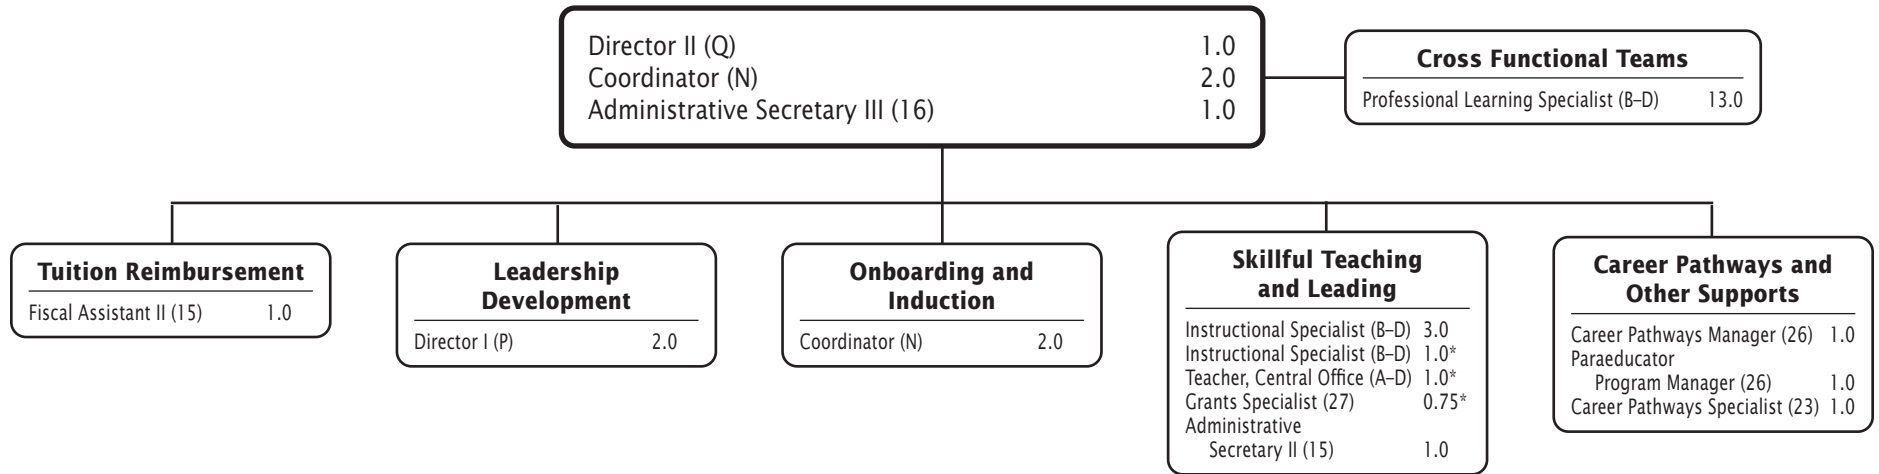 Director II (Q) 1.0
Coordinator (N) 2.0
Administrative Secretary III (16) 1.0
Cross Functional Teams
Professional Learning Specialist (B–D) 13.0
Tuition Reimbursement
Fiscal Assistant II (15) 1.0
Leadership
Development
Director I (P) 2.0
Onboarding and
Induction
Coordinator (N) 2.0
Skillful Teaching
and Leading
Instructional Specialist (B–D) 3.0
Instructional Specialist (B–D) 1.0*
Teacher, Central Office (A–D) 1.0*
Grants Specialist (27) 0.75*
Administrative
Secretary II (15) 1.0
Career Pathways and
Other Supports
Career Pathways Manager (26) 1.0
Paraeducator
Program Manager (26) 1.0
Career Pathways Specialist (23) 1.0